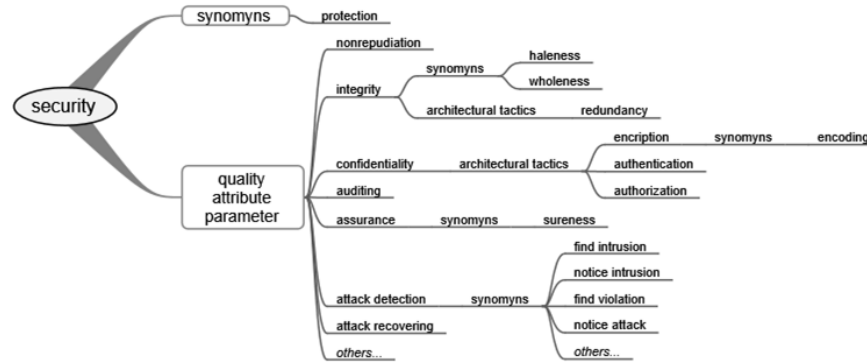 synomyns
protection
security
nonrepudiation
integrity
synomyns
haleness
wholeness
architectural tactics
redundancy
quality
attribute
parameter
confidentiality
architectural tactics
encription
synomyns
encoding
authentication
authorization
auditing
assurance
synomyns
sureness
attack detection
synomyns
find intrusion
notice intrusion
find violation
notice attack
others...
attack recovering
others...